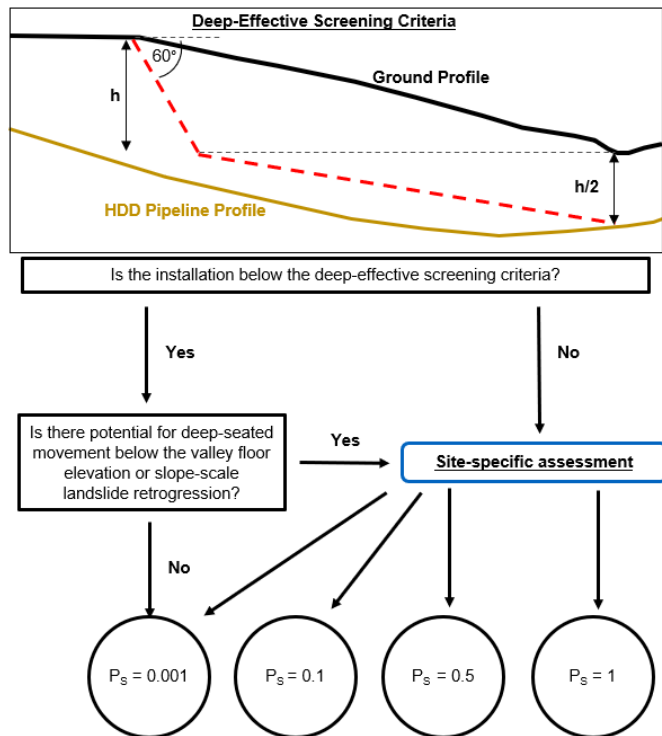 Deep-Effective Screening Criteria
60°
h
Ground Profile
h/2
HDD Pipeline Profile
Is the installation below the deep-effective screening criteria?
Yes
No
Is there potential for deep-seated
movement below the valley floor
elevation or slope-scale
landslide retrogression?
Yes
Site-specific assessment
No
Ps = 0.001
Ps = 0.1
Ps = 0.5
Ps = 1